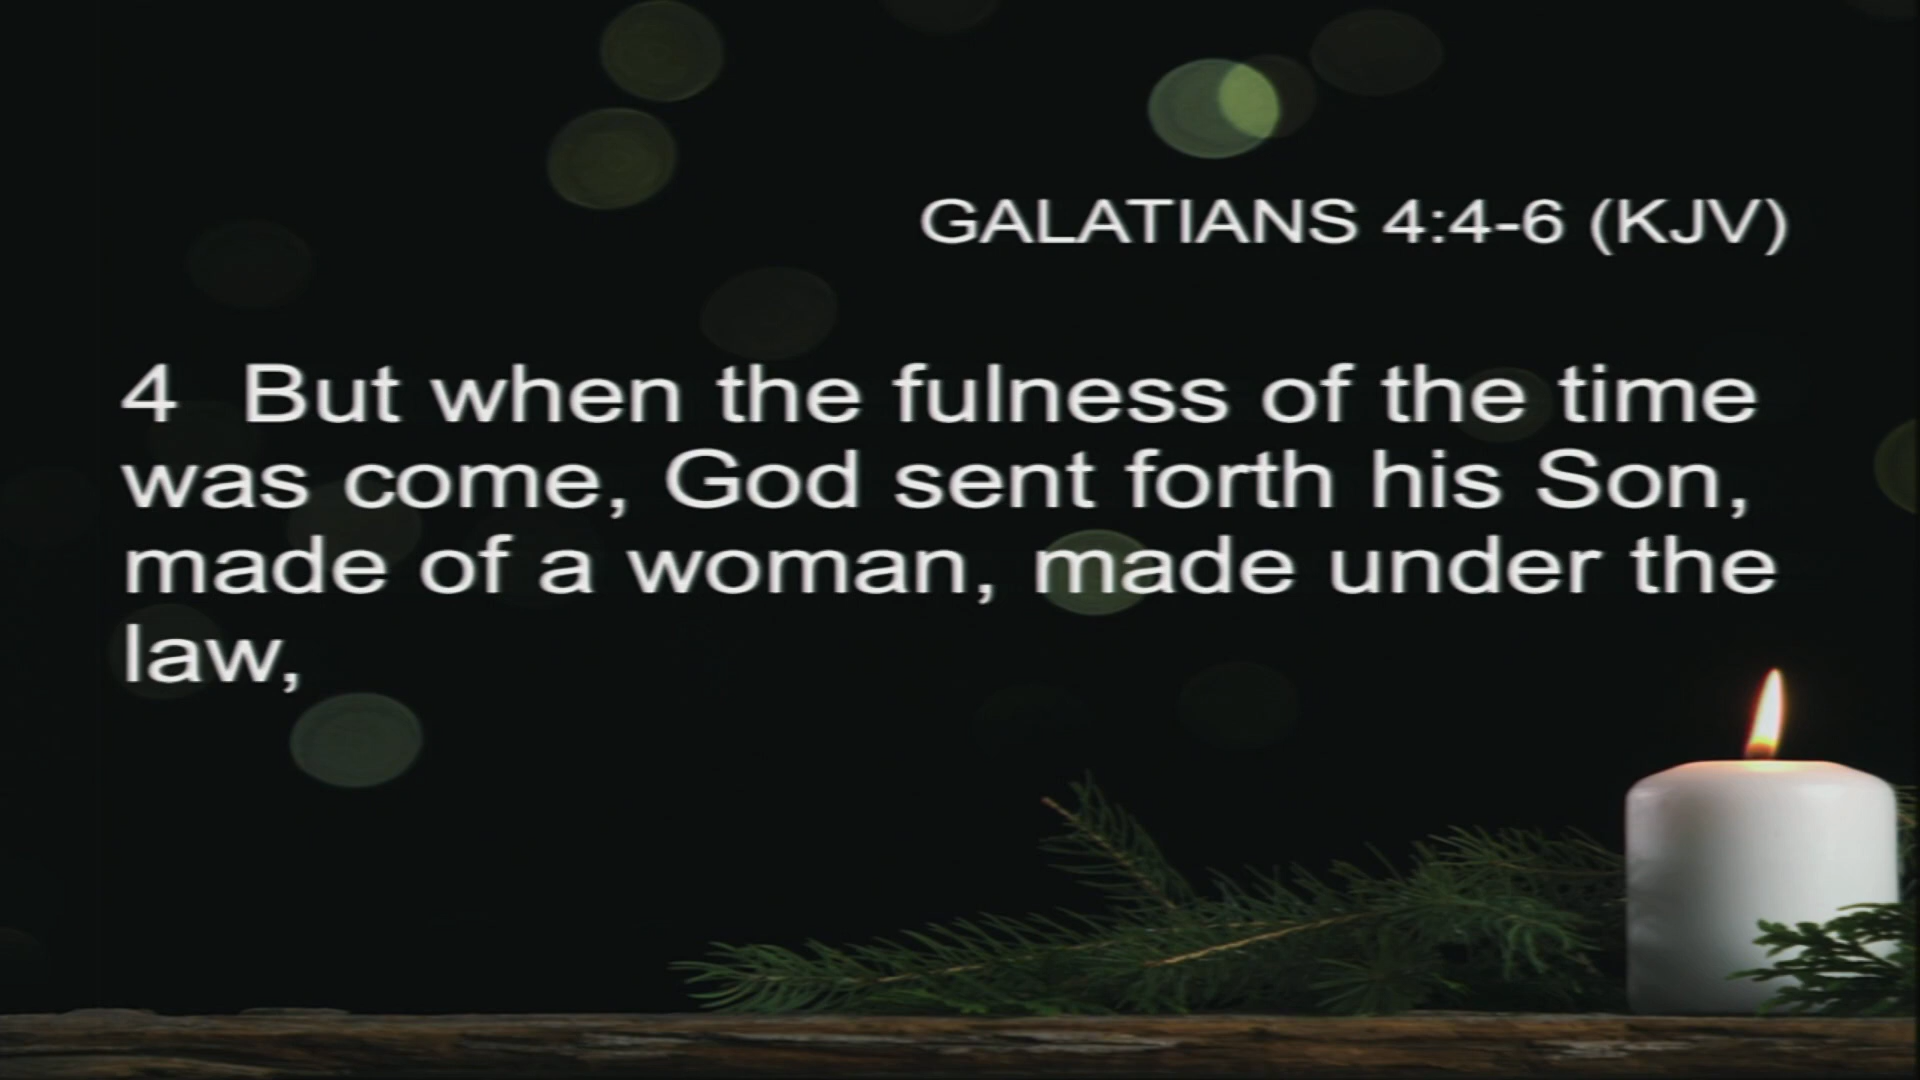 GALATIANS 4:4-6 (KJV)
4 But when the fulness of the time
was come, God sent forth his Son,
made of a woman, made under the
law,